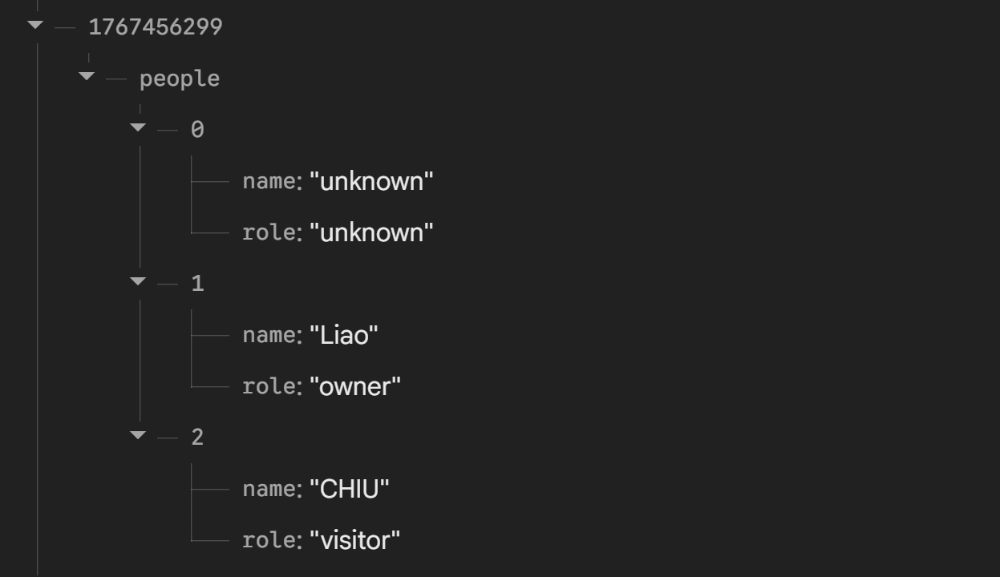 1767456299
people
0
name: "unknown"
role: "unknown"
1
name: "Liao"
role: "owner"
2
name: "CHIU"
role: "visitor"